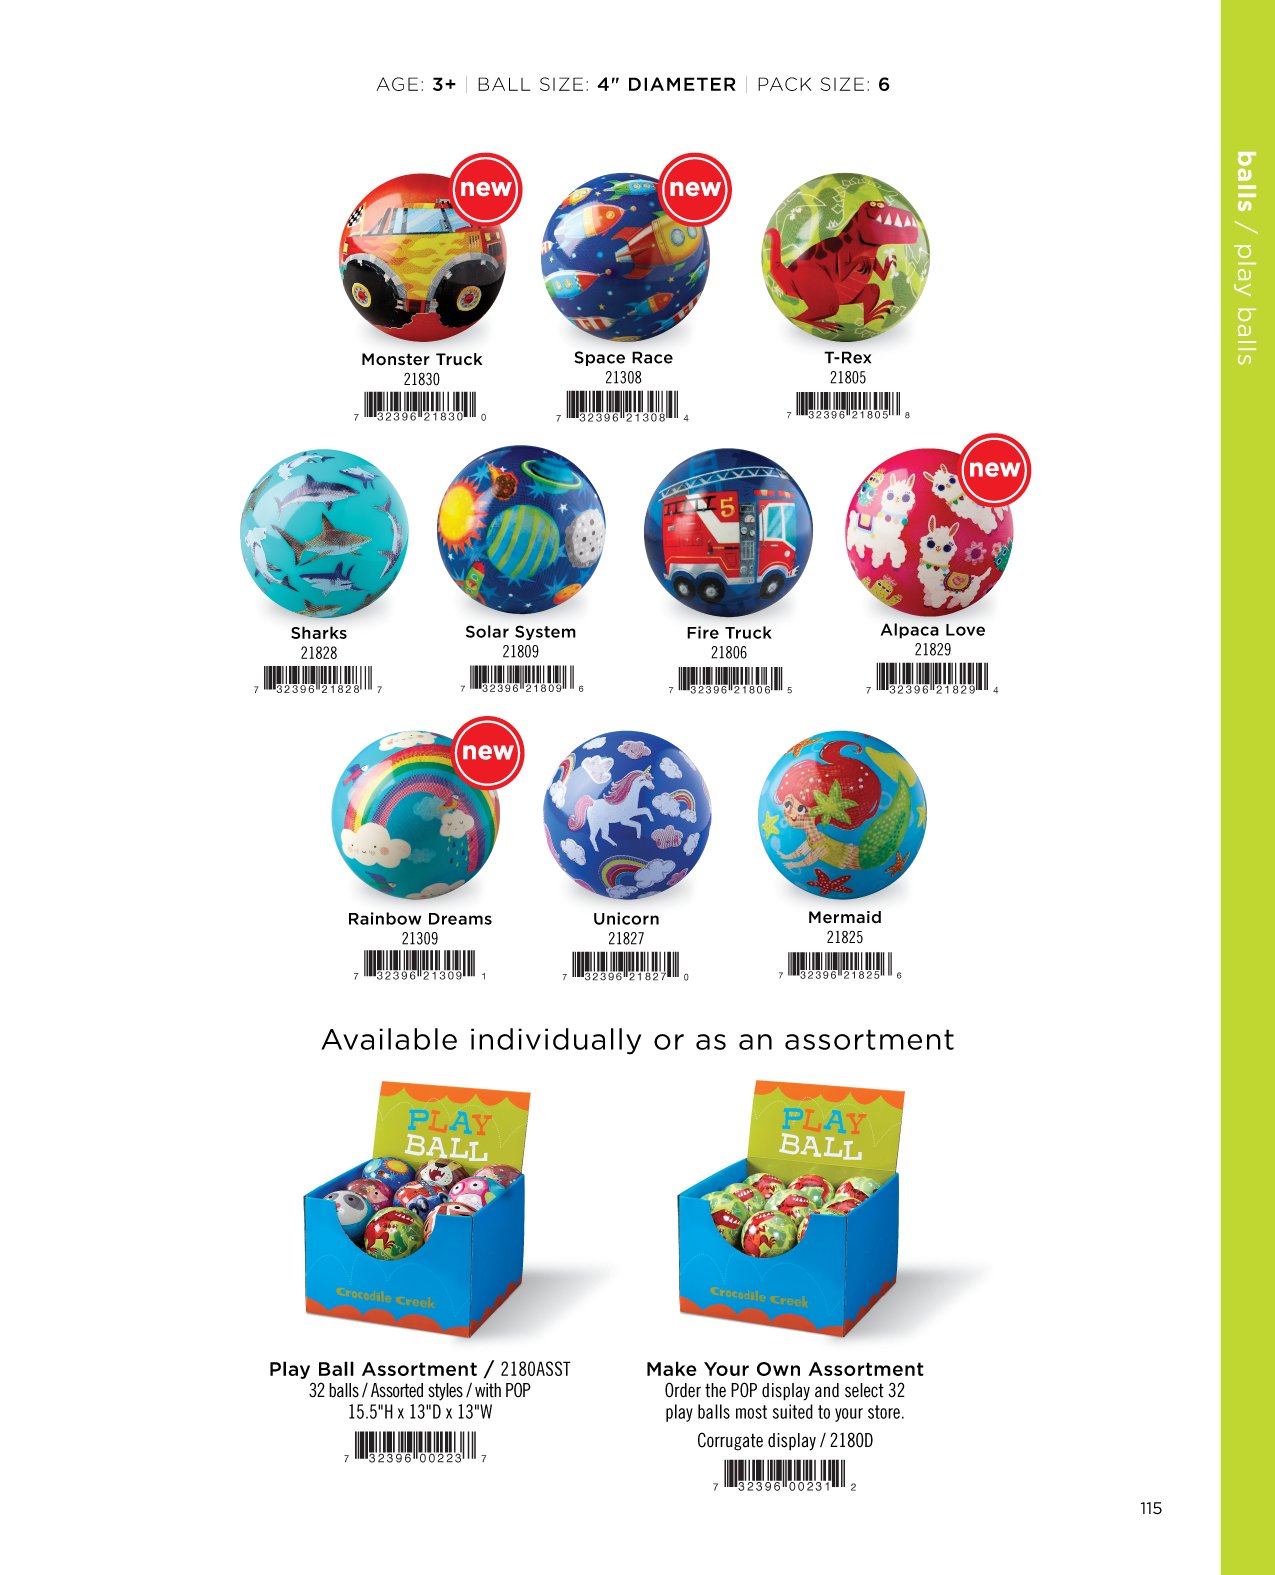 AGE: 3+ | BALL SIZE: 4" DIAMETER | PACK SIZE: 6
balls / play balls
new
new
Monster Truck
21830
7 32396 21830 0
Space Race
21308
7 32396 21308 4
T-Rex
21805
7 32396 21805 8
new
5
Sharks
21828
7 32396 21828 7
Solar System
21809
7 32396 21809 6
Fire Truck
21806
7 32396 21806 5
Alpaca Love
21829
7 32396 21829 4
new
Rainbow Dreams
21309
7 32396 21309 1
Unicorn
21827
7 32396 21827 0
Mermaid
21825
7 32396 21825 6
Available individually or as an assortment
PLAY
BALL
Crocodile Creek
PLAY
BALL
Crocodile Creek
Play Ball Assortment / 2180ASST
32 balls / Assorted styles / with POP
15.5"H x 13"D x 13"W
7 32396 00223 7
Make Your Own Assortment
Order the POP display and select 32
play balls most suited to your store.
Corrugate display / 2180D
7 32396 00231 2
115